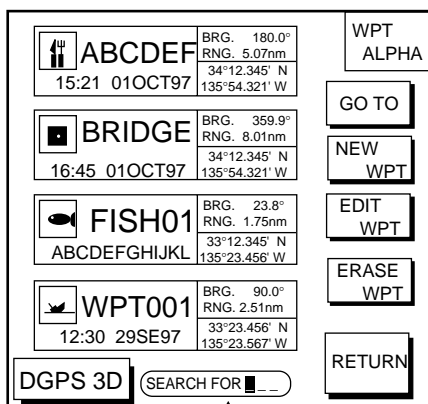 ABCDEF
15:21 01OCT97
BRG. 180.0°
RNG. 5.07nm
34°12.345' N
135°54.321' W
BRIDGE
16:45 01OCT97
BRG. 359.9°
RNG. 8.01nm
34°12.345' N
135°54.321' W
FISH01
ABCDEFGHIJKL
BRG. 23.8°
RNG. 1.75nm
33°12.345' N
135°23.456' W
WPT001
12:30 29SE97
BRG. 90.0°
RNG. 2.51nm
33°23.456' N
135°23.567' W
DGPS 3D
SEARCH FOR _ _
WPT
ALPHA
GO TO
NEW
WPT
EDIT
WPT
ERASE
WPT
RETURN